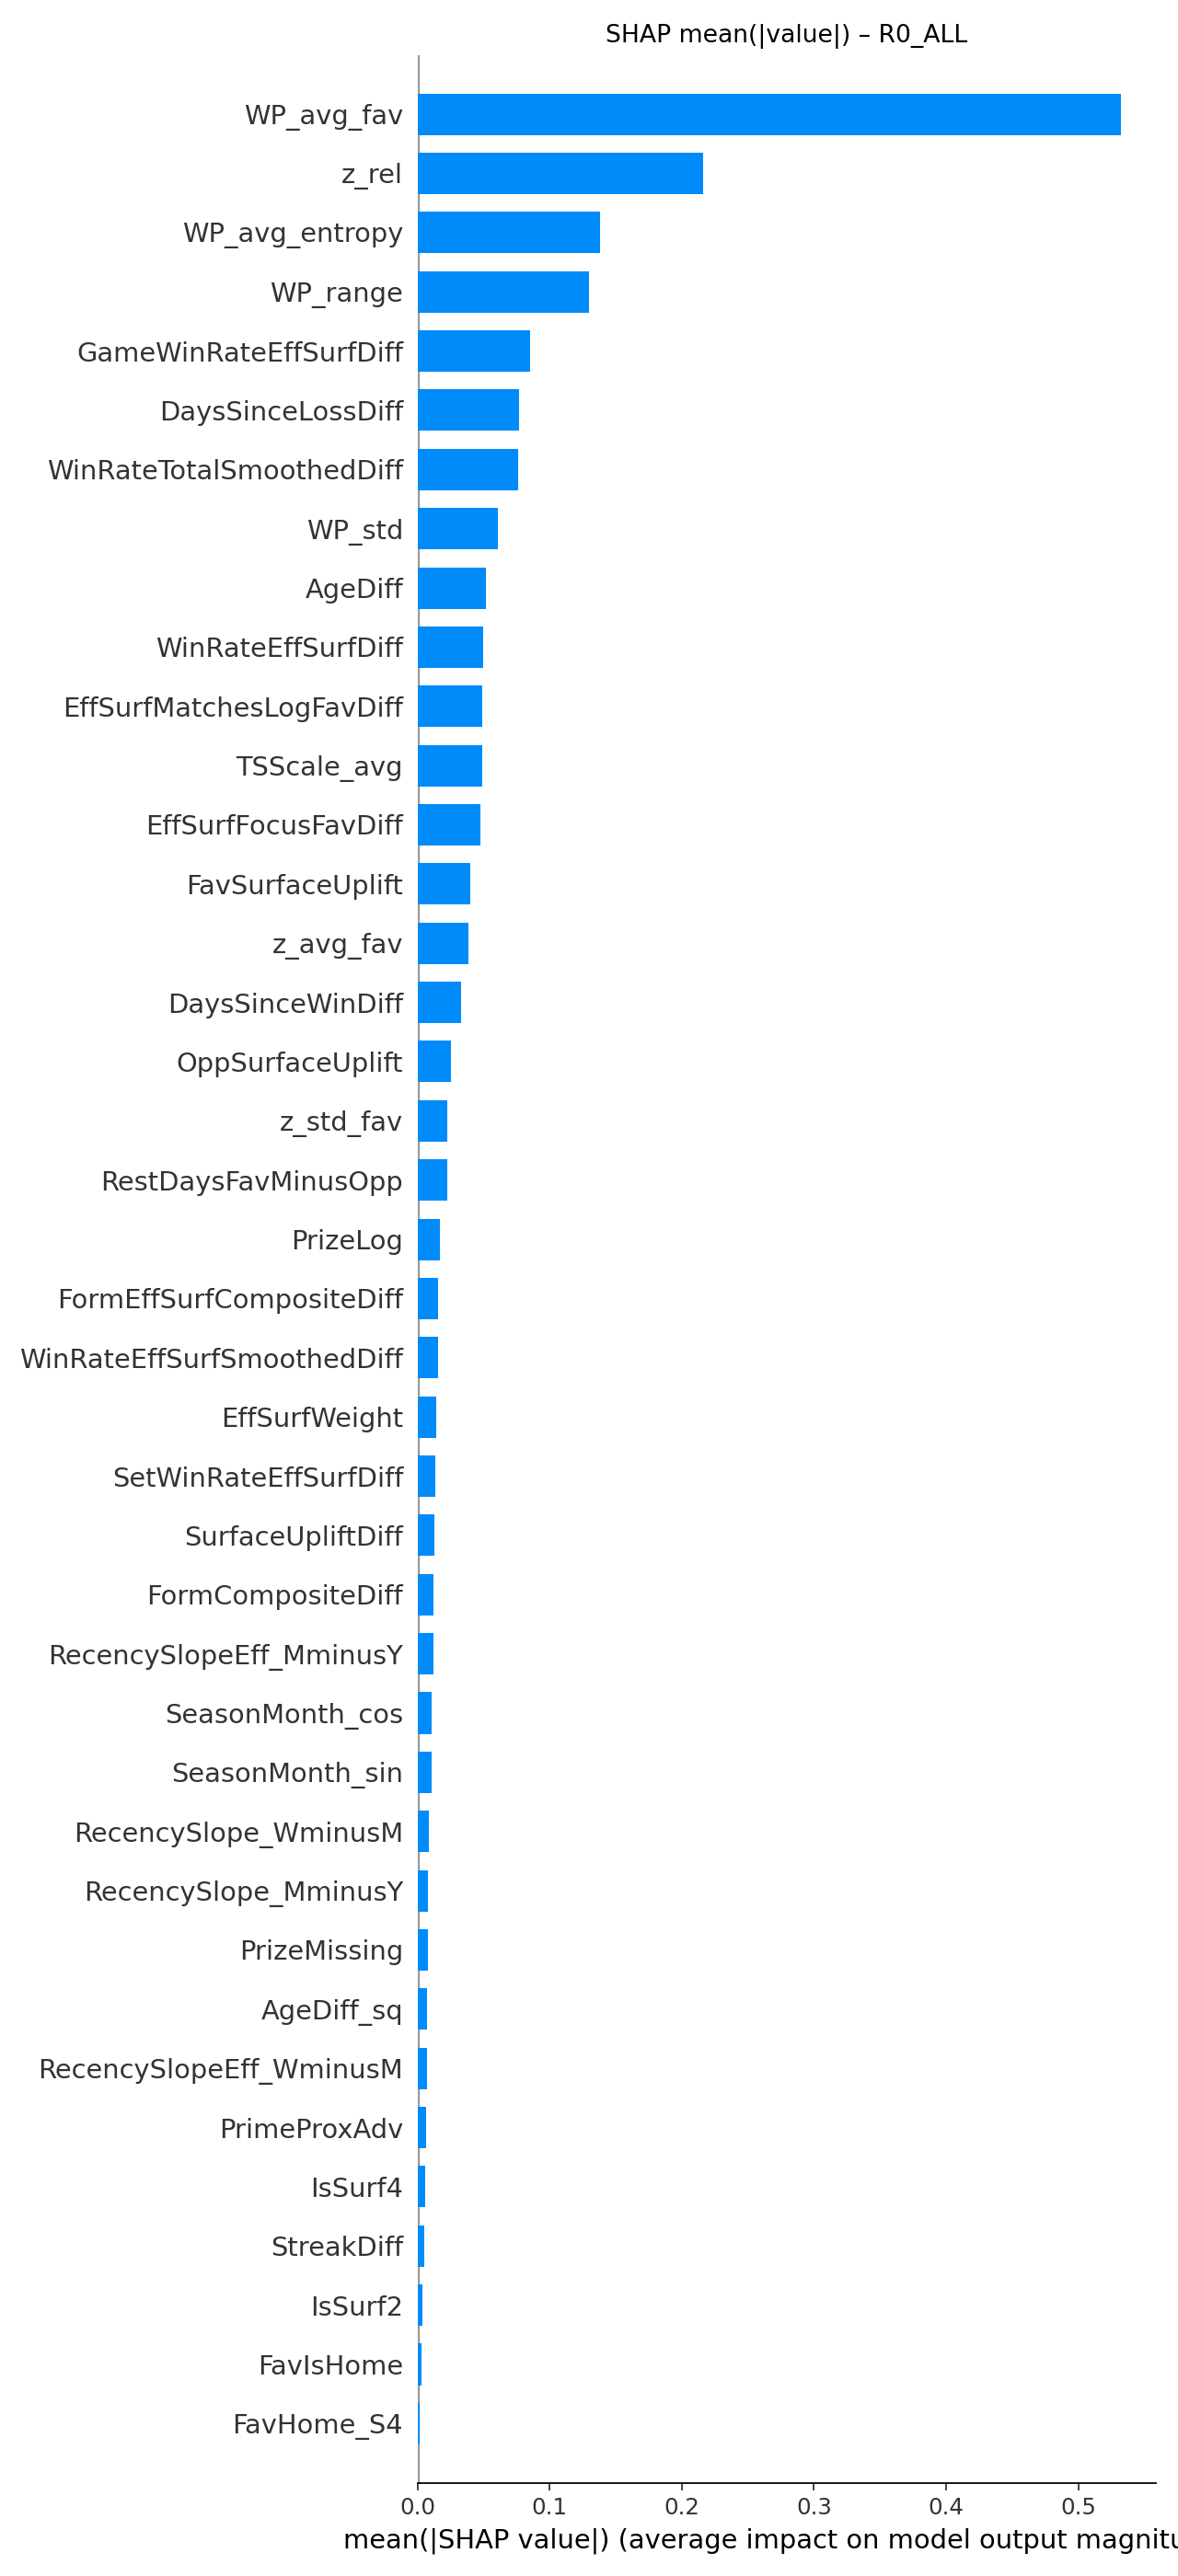 SHAP mean(|value|) – R0_ALL
WP_avg_fav
z_rel
WP_avg_entropy
WP_range
GameWinRateEffSurfDiff
DaysSinceLossDiff
WinRateTotalSmoothedDiff
WP_std
AgeDiff
WinRateEffSurfDiff
EffSurfMatchesLogFavDiff
TSScale_avg
EffSurfFocusFavDiff
FavSurfaceUplift
z_avg_fav
DaysSinceWinDiff
OppSurfaceUplift
z_std_fav
RestDaysFavMinusOpp
PrizeLog
FormEffSurfCompositeDiff
WinRateEffSurfSmoothedDiff
EffSurfWeight
SetWinRateEffSurfDiff
SurfaceUpliftDiff
FormCompositeDiff
RecencySlopeEff_MminusY
SeasonMonth_cos
SeasonMonth_sin
RecencySlope_WminusM
RecencySlope_MminusY
PrizeMissing
AgeDiff_sq
RecencySlopeEff_WminusM
PrimeProxAdv
IsSurf4
StreakDiff
IsSurf2
FavIsHome
FavHome_S4
0.0 0.1 0.2 0.3 0.4 0.5
mean(|SHAP value|) (average impact on model output magnitu